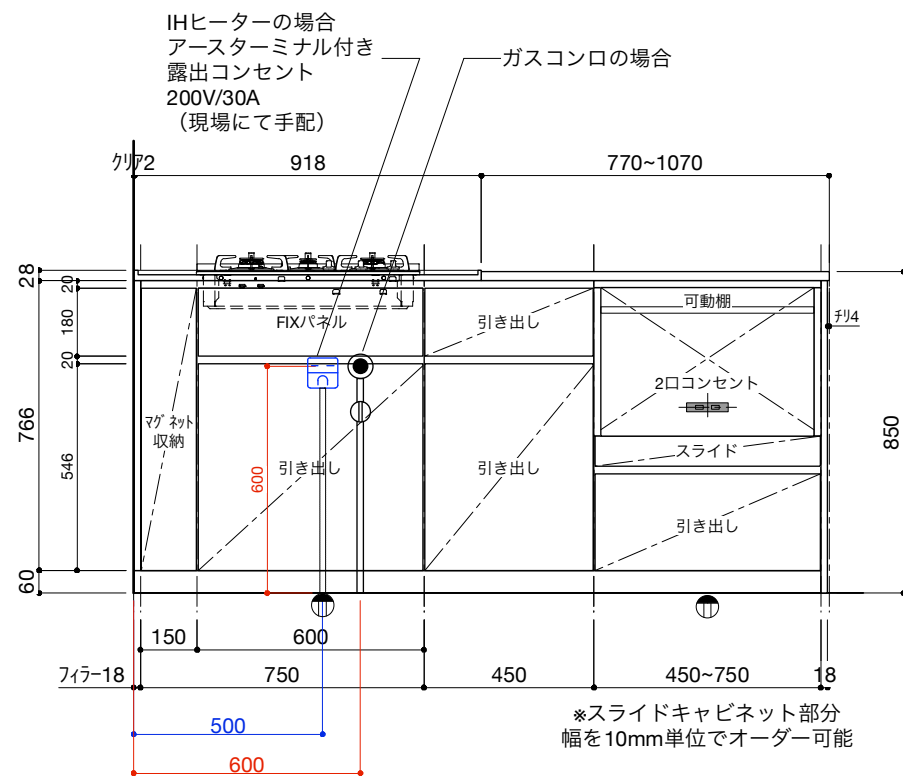 IHヒーターの場合
アースターミナル付き
露出コンセント
200V/30A
（現場にて手配）
ガスコンロの場合
クリア2
918
770~1070
28
20
180
20
766
546
60
850
FIXパネル
引き出し
可動棚
チリ4
2口コンセント
マグネット
収納
スライド
引き出し
引き出し
引き出し
600
150
600
フィラー18
750
450
450~750
18
500
600
※スライドキャビネット部分
幅を10mm単位でオーダー可能